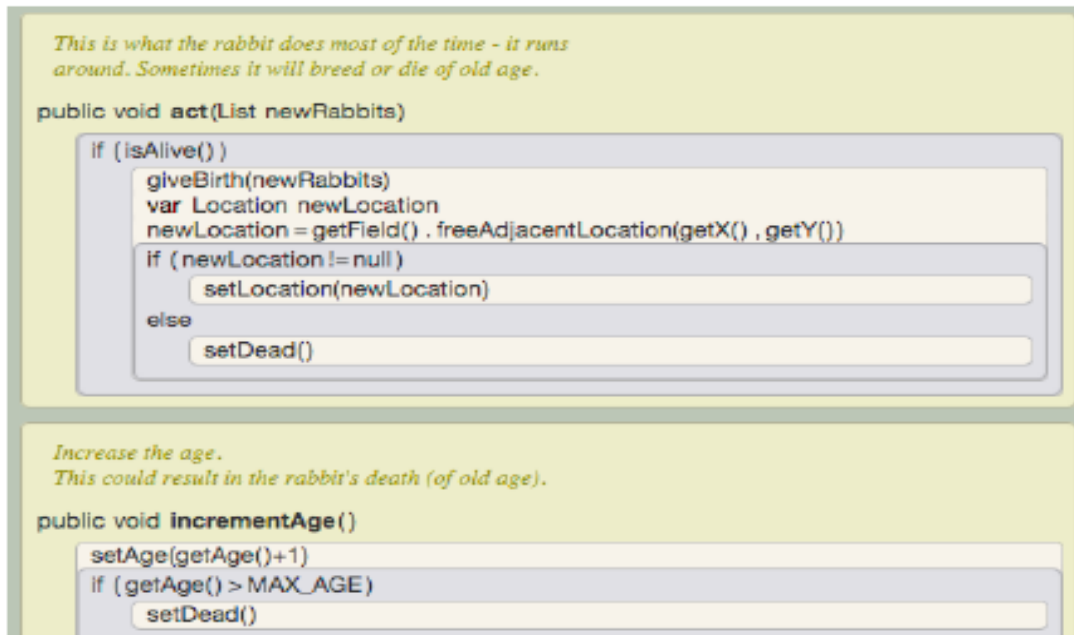 This is what the rabbit does most of the time - it runs
around. Sometimes it will breed or die of old age.
public void act(List newRabbits)
if (isAlive())
giveBirth(newRabbits)
var Location newLocation
newLocation = getField() . freeAdjacentLocation(getX() , getY())
if (newLocation != null)
setLocation(newLocation)
else
setDead()
Increase the age.
This could result in the rabbit's death (of old age).
public void incrementAge()
setAge(getAge()+1)
if (getAge() > MAX_AGE)
setDead()